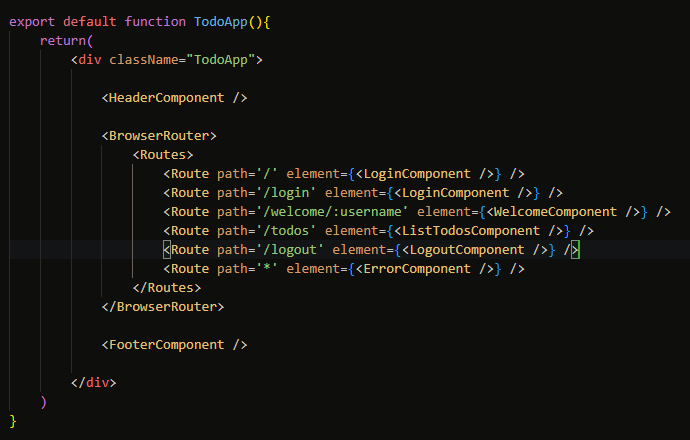 export default function TodoApp(){
return(
<div className="TodoApp">
<HeaderComponent />
<BrowserRouter>
<Routes>
<Route path='/' element={<LoginComponent />} />
<Route path='/login' element={<LoginComponent />} />
<Route path='/welcome/:username' element={<WelcomeComponent />} />
<Route path='/todos' element={<ListTodosComponent />} />
<Route path='/logout' element={<LogoutComponent />} />
<Route path='*' element={<ErrorComponent />} />
</Routes>
</BrowserRouter>
<FooterComponent />
</div>
)
}